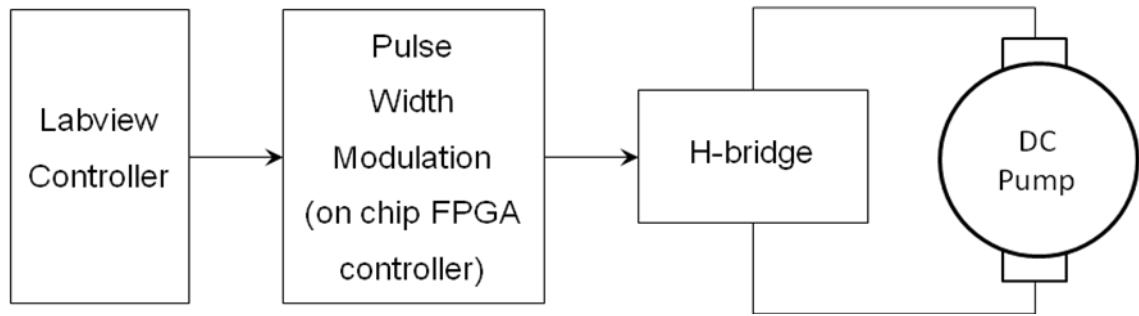 Labview
Controller
Pulse
Width
Modulation
(on chip FPGA
controller)
H-bridge
DC
Pump